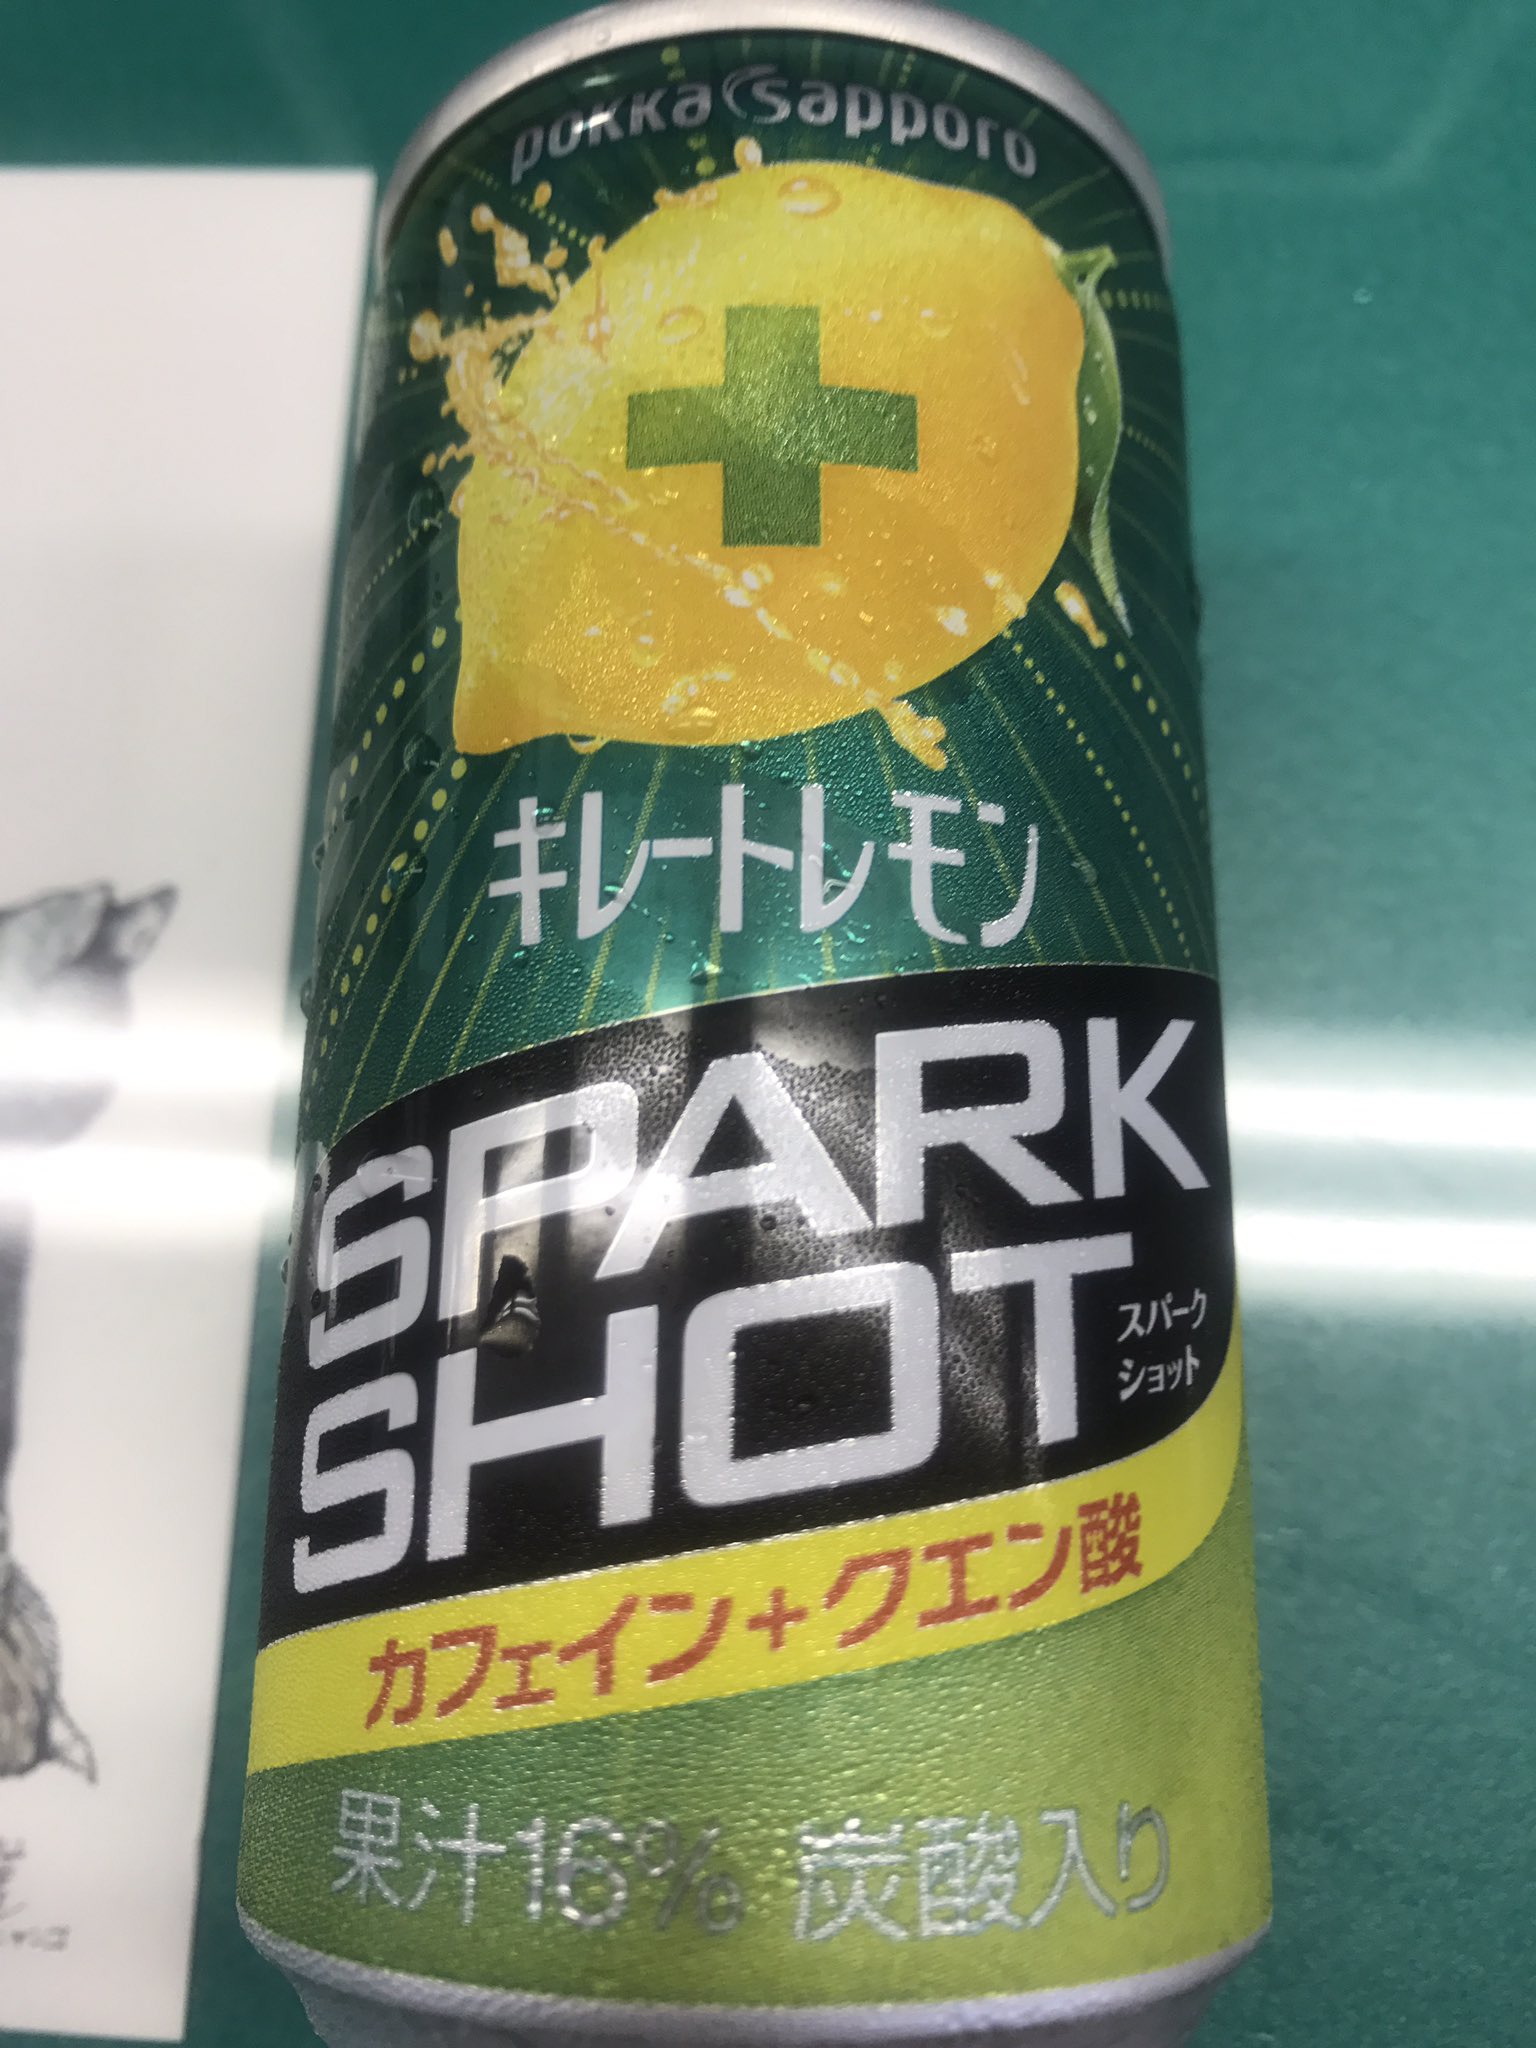 pokka sapporo
キレートレモン
SPARK
SHOT
スパーク
ショット
カフェイン+クエン酸
果汁16% 炭酸入り